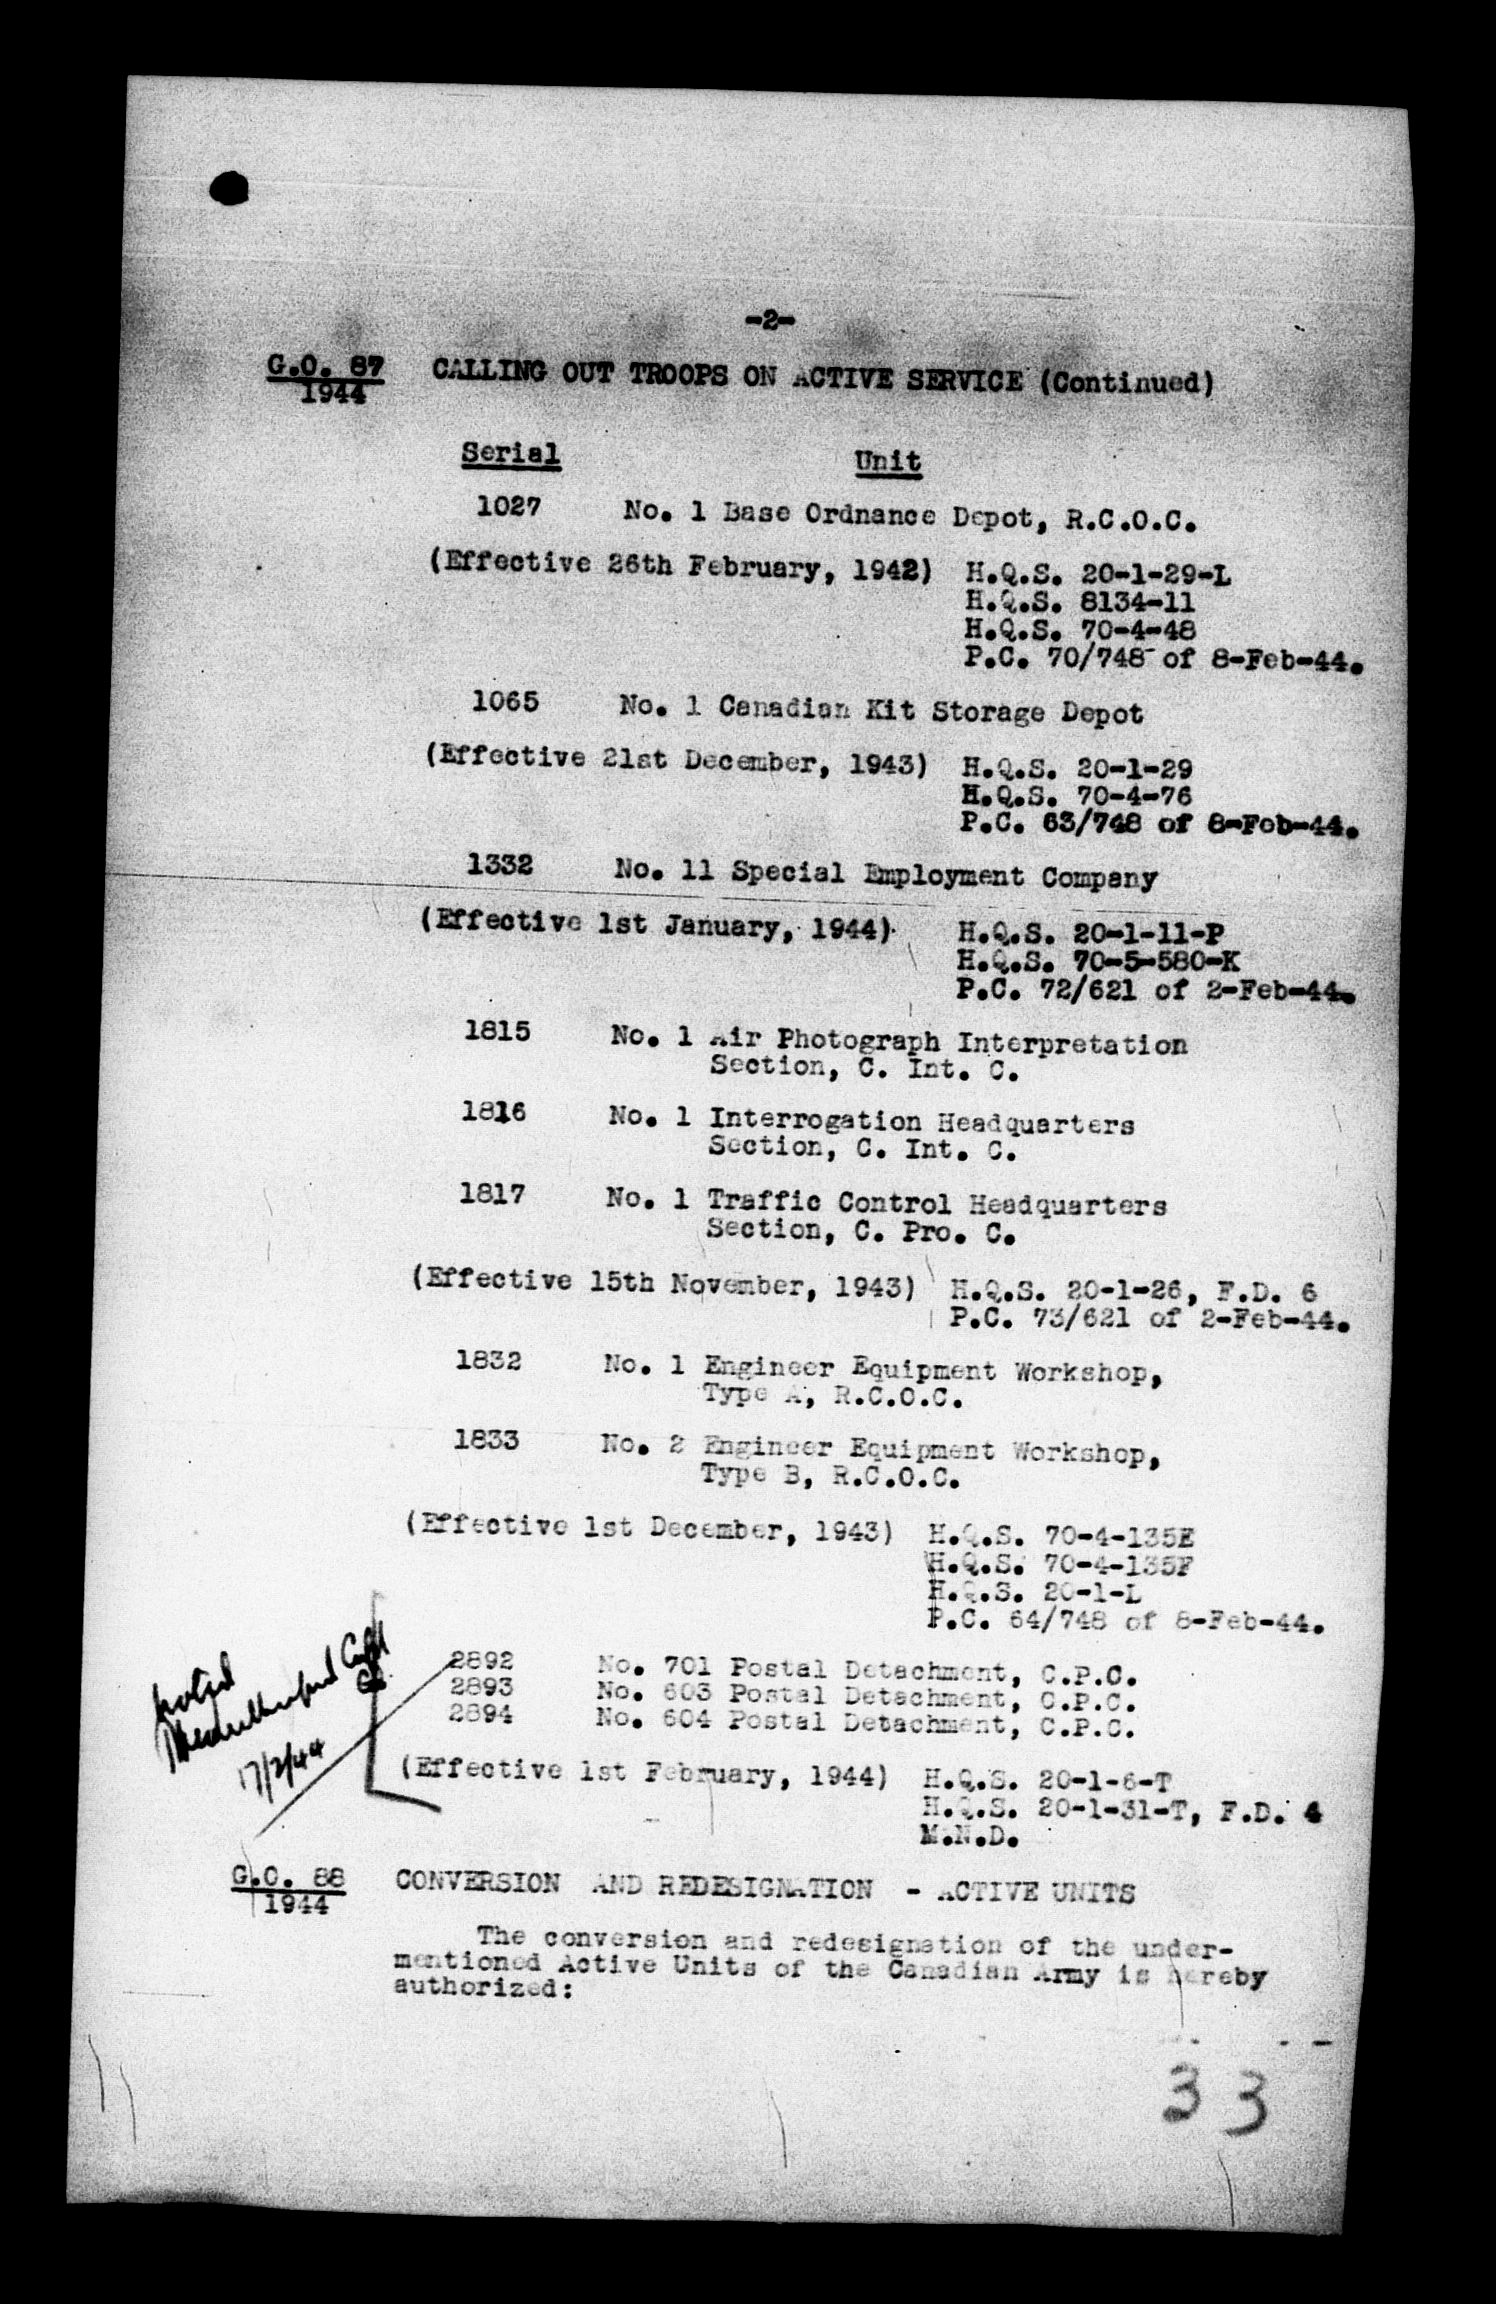 -2-
G.O. 87
1944
CALLING OUT TROOPS ON ACTIVE SERVICE (Continued)
Serial Unit
1027 No. 1 Base Ordnance Depot, R.C.O.C.
(Effective 26th February, 1942) H.Q.S. 20-1-29-L
H.Q.S. 8134-11
H.Q.S. 70-4-48
P.C. 70/748 of 8-Feb-44.
1065 No. 1 Canadian Kit Storage Depot
(Effective 21st December, 1943) H.Q.S. 20-1-29
H.Q.S. 70-4-76
P.C. 63/748 of 8-Feb-44.
1332 No. 11 Special Employment Company
(Effective 1st January, 1944) H.Q.S. 20-1-11-P
H.Q.S. 70-5-580-K
P.C. 72/621 of 2-Feb-44.
1815 No. 1 Air Photograph Interpretation
Section, C. Int. C.
1816 No. 1 Interrogation Headquarters
Section, C. Int. C.
1817 No. 1 Traffic Control Headquarters
Section, C. Pro. C.
(Effective 15th November, 1943) H.Q.S. 20-1-26, F.D. 6
P.C. 73/621 of 2-Feb-44.
1832 No. 1 Engineer Equipment Workshop,
Type A, R.C.O.C.
1833 No. 2 Engineer Equipment Workshop,
Type B, R.C.O.C.
(Effective 1st December, 1943) H.Q.S. 70-4-135E
H.Q.S. 70-4-135F
H.Q.S. 20-1-L
P.C. 64/748 of 8-Feb-44.
noted
17/2/44
2892 No. 701 Postal Detachment, C.P.C.
2893 No. 603 Postal Detachment, C.P.C.
2894 No. 604 Postal Detachment, C.P.C.
(Effective 1st February, 1944) H.Q.S. 20-1-6-T
H.Q.S. 20-1-31-T, F.D. 4
M.N.D.
G.O. 88
1944
CONVERSION AND REDESIGNATION - ACTIVE UNITS
The conversion and redesignation of the under-
mentioned Active Units of the Canadian Army is hereby
authorized:
33